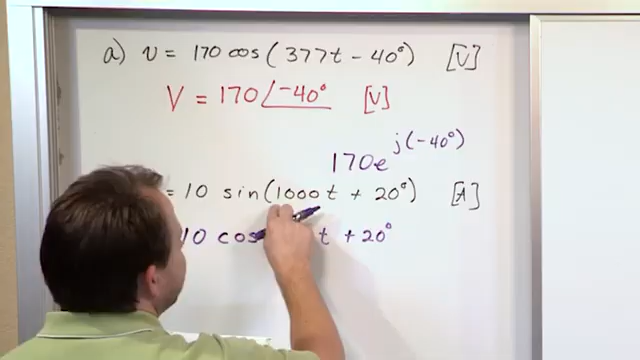 a) v = 170 cos(377t - 40°) [V]
V = 170∠-40° [V]
170e^j(-40°)
= 10 sin(1000t + 20°) [A]
10 cos t + 20°